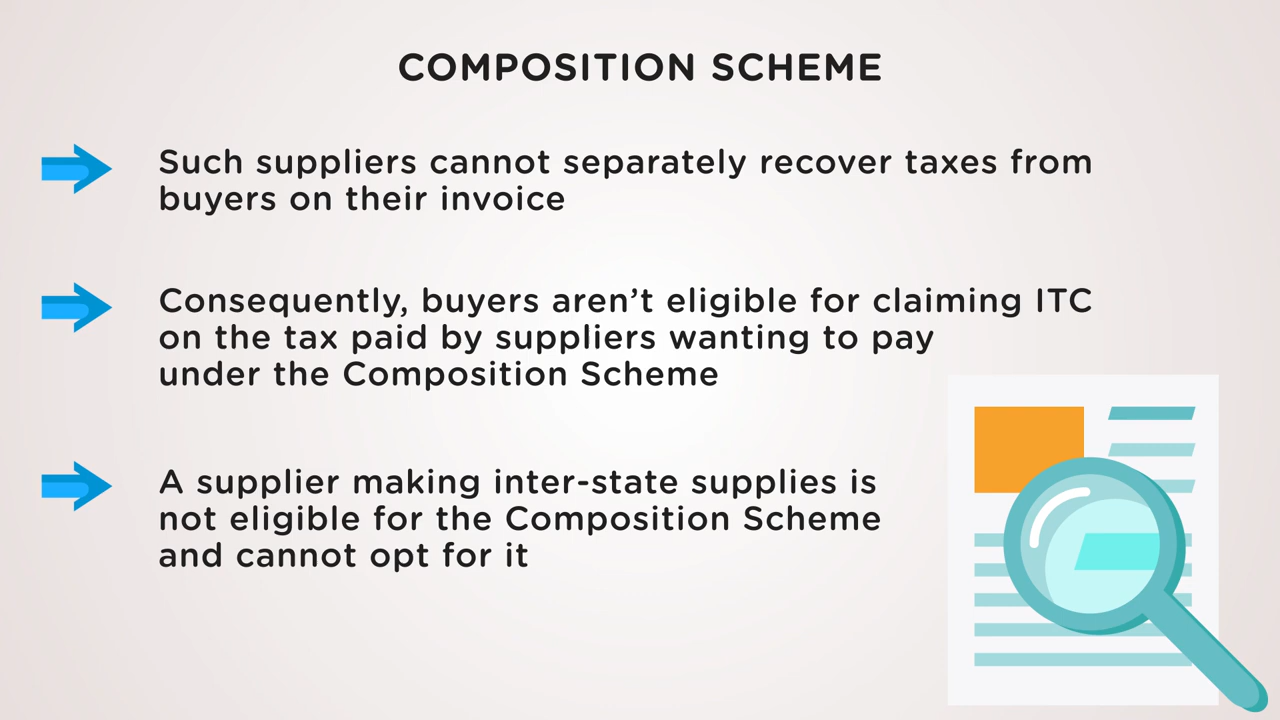 COMPOSITION SCHEME
Such suppliers cannot separately recover taxes from
buyers on their invoice
Consequently, buyers aren’t eligible for claiming ITC
on the tax paid by suppliers wanting to pay
under the Composition Scheme
A supplier making inter-state supplies is
not eligible for the Composition Scheme
and cannot opt for it